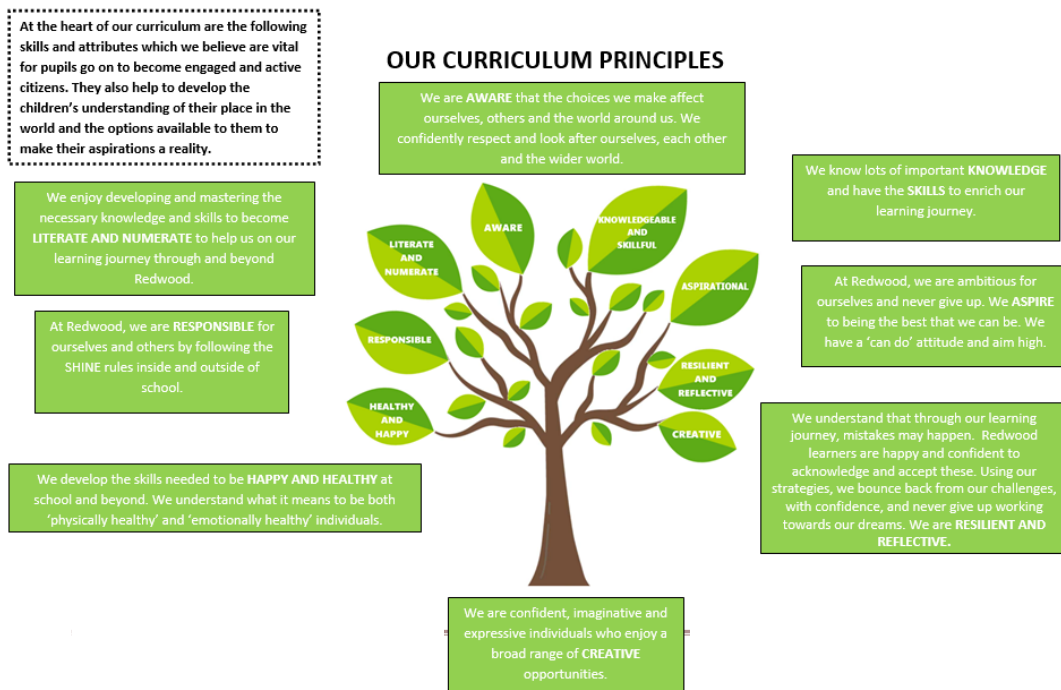 At the heart of our curriculum are the following
skills and attributes which we believe are vital
for pupils go on to become engaged and active
citizens. They also help to develop the
children's understanding of their place in the
world and the options available to them to
make their aspirations a reality.
OUR CURRICULUM PRINCIPLES
We are AWARE that the choices we make affect
ourselves, others and the world around us. We
confidently respect and look after ourselves, each other
and the wider world.
We know lots of important KNOWLEDGE
and have the SKILLS to enrich our
learning journey.
We enjoy developing and mastering the
necessary knowledge and skills to become
LITERATE AND NUMERATE to help us on our
learning journey through and beyond
Redwood.
At Redwood, we are ambitious for
ourselves and never give up. We ASPIRE
to being the best that we can be. We
have a 'can do' attitude and aim high.
At Redwood, we are RESPONSIBLE for
ourselves and others by following the
SHINE rules inside and outside of
school.
LITERATE
AND
NUMERATE
AWARE
KNOWLEDGEABLE
AND
SKILLFUL
ASPIRATIONAL
RESPONSIBLE
RESILIENT
AND
REFLECTIVE
HEALTHY
AND
HAPPY
CREATIVE
We understand that through our learning
journey, mistakes may happen. Redwood
learners are happy and confident to
acknowledge and accept these. Using our
strategies, we bounce back from our challenges,
with confidence, and never give up working
towards our dreams. We are RESILIENT AND
REFLECTIVE.
We develop the skills needed to be HAPPY AND HEALTHY at
school and beyond. We understand what it means to be both
'physically healthy' and 'emotionally healthy' individuals.
We are confident, imaginative and
expressive individuals who enjoy a
broad range of CREATIVE
opportunities.